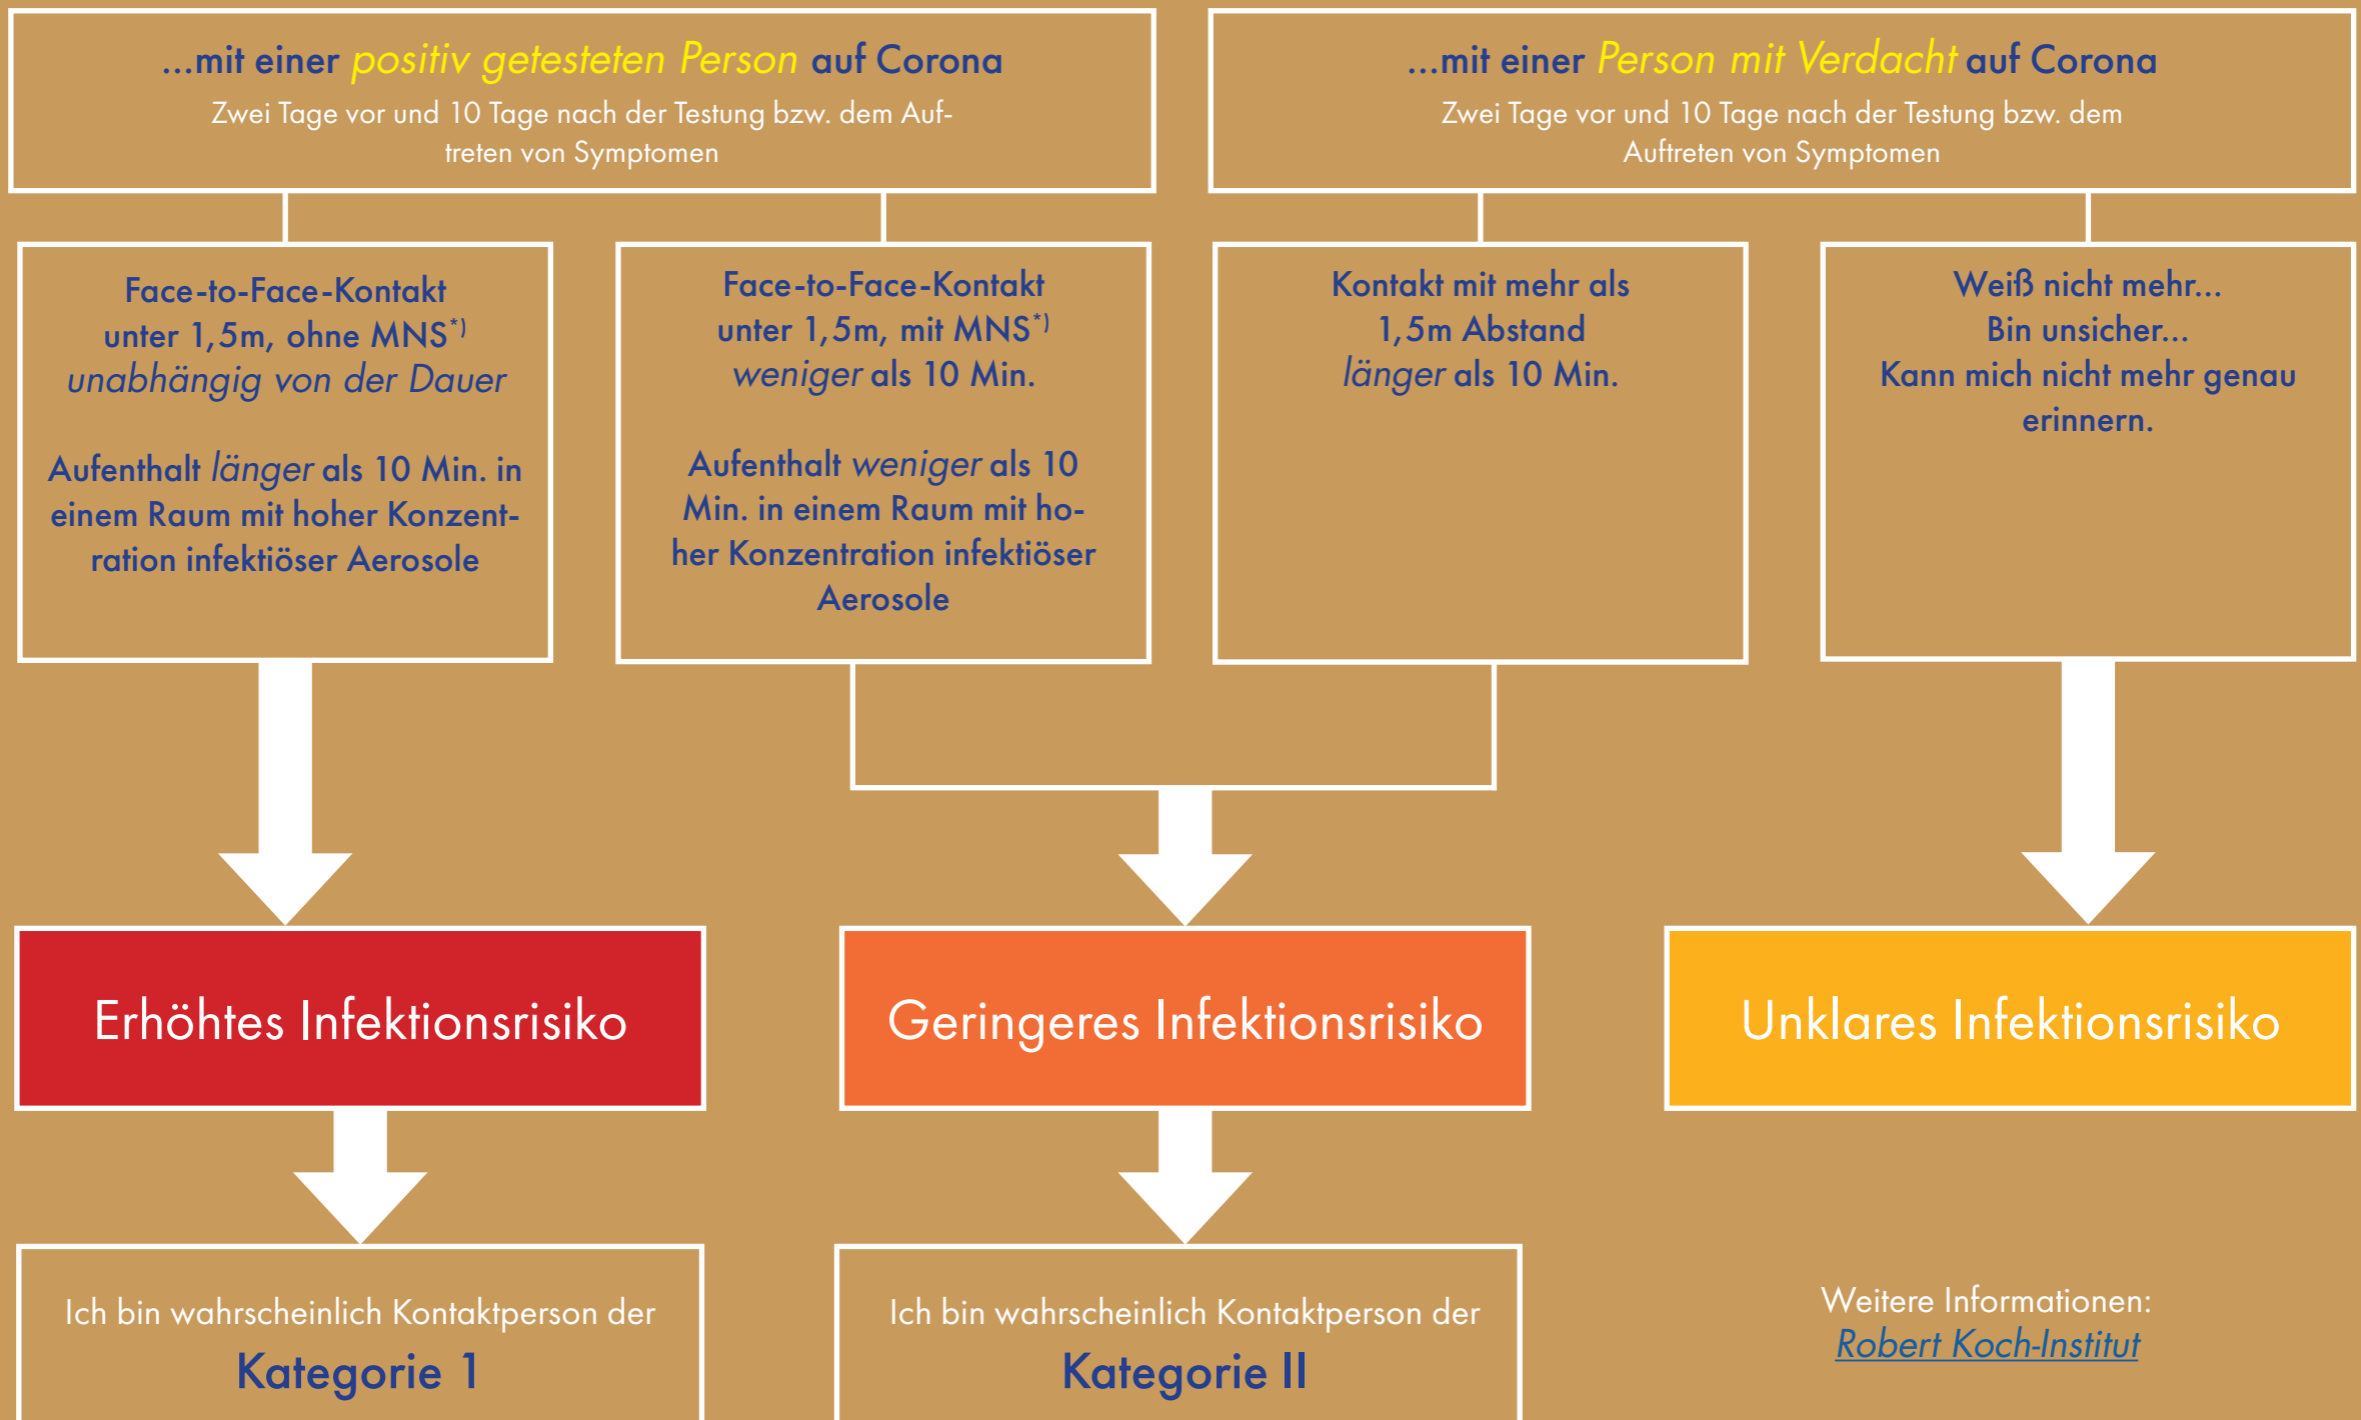 ...mit einer positiv getesteten Person auf Corona
Zwei Tage vor und 10 Tage nach der Testung bzw. dem Auf-
treten von Symptomen
...mit einer Person mit Verdacht auf Corona
Zwei Tage vor und 10 Tage nach der Testung bzw. dem
Auftreten von Symptomen
Face-to-Face-Kontakt
unter 1,5m, ohne MNS*)
unabhängig von der Dauer
Aufenthalt länger als 10 Min. in
einem Raum mit hoher Konzent-
ration infektiöser Aerosole
Face-to-Face-Kontakt
unter 1,5m, mit MNS*)
weniger als 10 Min.
Aufenthalt weniger als 10
Min. in einem Raum mit ho-
her Konzentration infektiöser
Aerosole
Kontakt mit mehr als
1,5m Abstand
länger als 10 Min.
Weiß nicht mehr...
Bin unsicher...
Kann mich nicht mehr genau
erinnern.
Erhöhtes Infektionsrisiko
Geringeres Infektionsrisiko
Unklares Infektionsrisiko
Ich bin wahrscheinlich Kontaktperson der
Kategorie 1
Ich bin wahrscheinlich Kontaktperson der
Kategorie II
Weitere Informationen:
Robert Koch-Institut